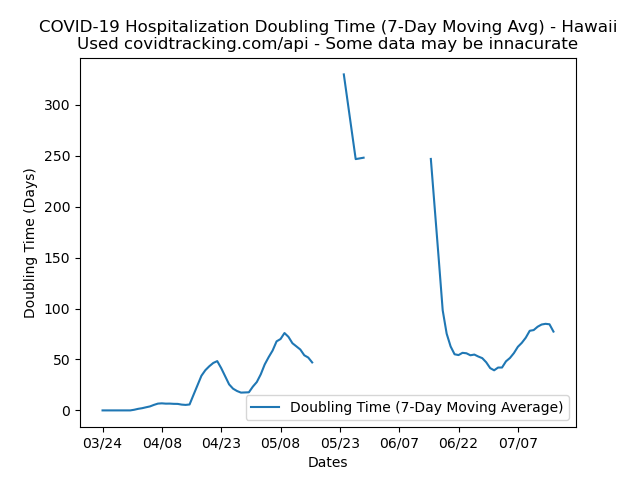 COVID-19 Hospitalization Doubling Time (7-Day Moving Avg) - Hawaii
Used covidtracking.com/api - Some data may be innacurate
Doubling Time (Days)
300
250
200
150
100
50
0
Doubling Time (7-Day Moving Average)
03/24 04/08 04/23 05/08 05/23 06/07 06/22 07/07
Dates